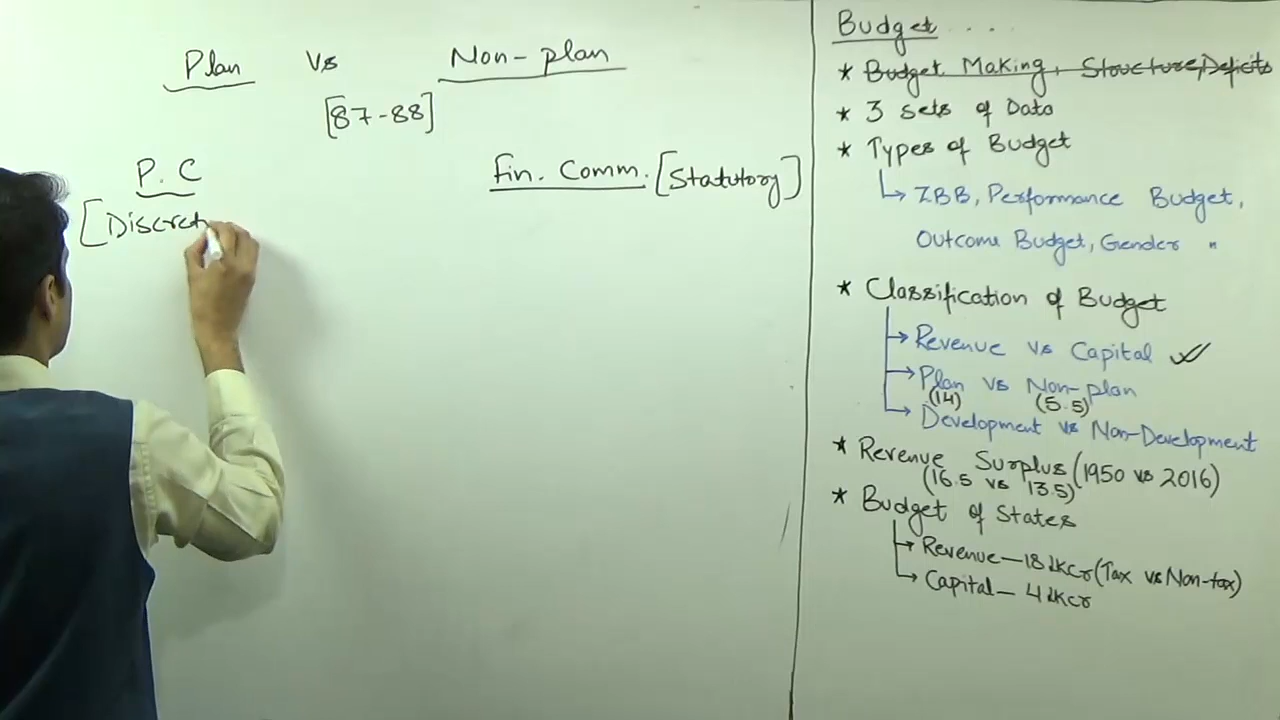 Plan vs Non-plan
[87-88]
P.C
Fin. Comm. [Statutory]
[Discret
Budget ....
* Budget Making, Structure, Deficits
* 3 Sets of Data
* Types of Budget
↳ ZBB, Performance Budget,
Outcome Budget, Gender "
* Classification of Budget
→ Revenue vs Capital ✓
→ Plan vs Non-plan
(14) (5.5)
→ Development vs Non-Development
* Revenue Surplus (1950 vs 2016)
(16.5 vs 13.5)
* Budget of States
→ Revenue – 18 LKCr (Tax vs Non-tax)
→ Capital – 4 LKCr